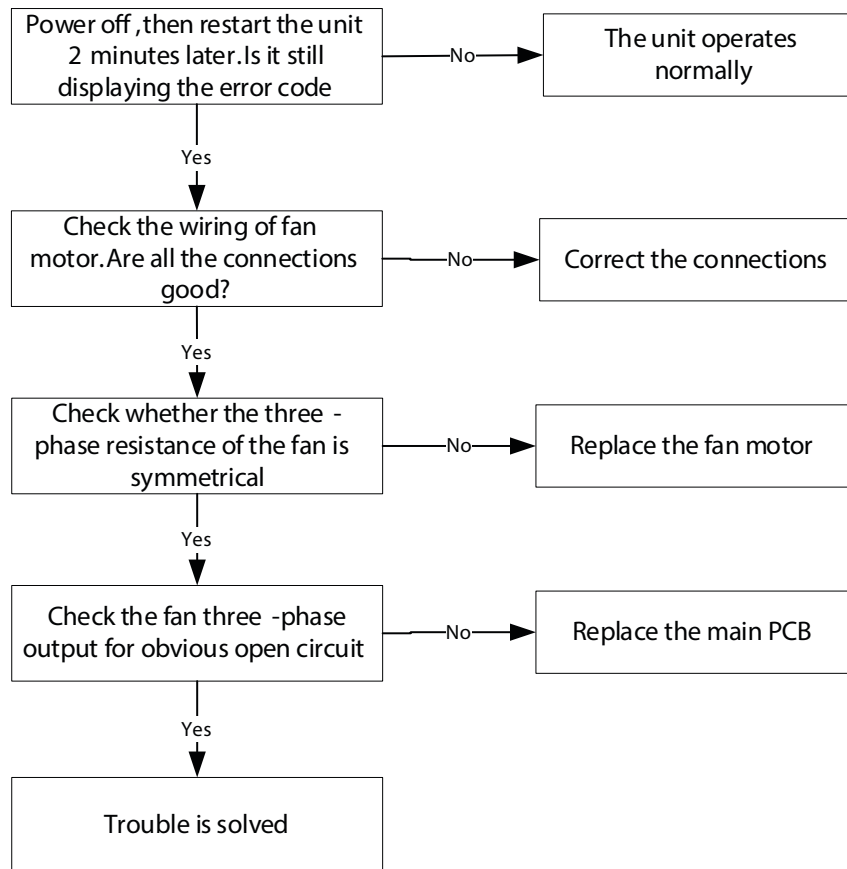 Power off ,then restart the unit
2 minutes later.Is it still
displaying the error code
No
The unit operates
normally
Yes
Check the wiring of fan
motor.Are all the connections
good?
No
Correct the connections
Yes
Check whether the three -
phase resistance of the fan is
symmetrical
No
Replace the fan motor
Yes
Check the fan three -phase
output for obvious open circuit
No
Replace the main PCB
Yes
Trouble is solved